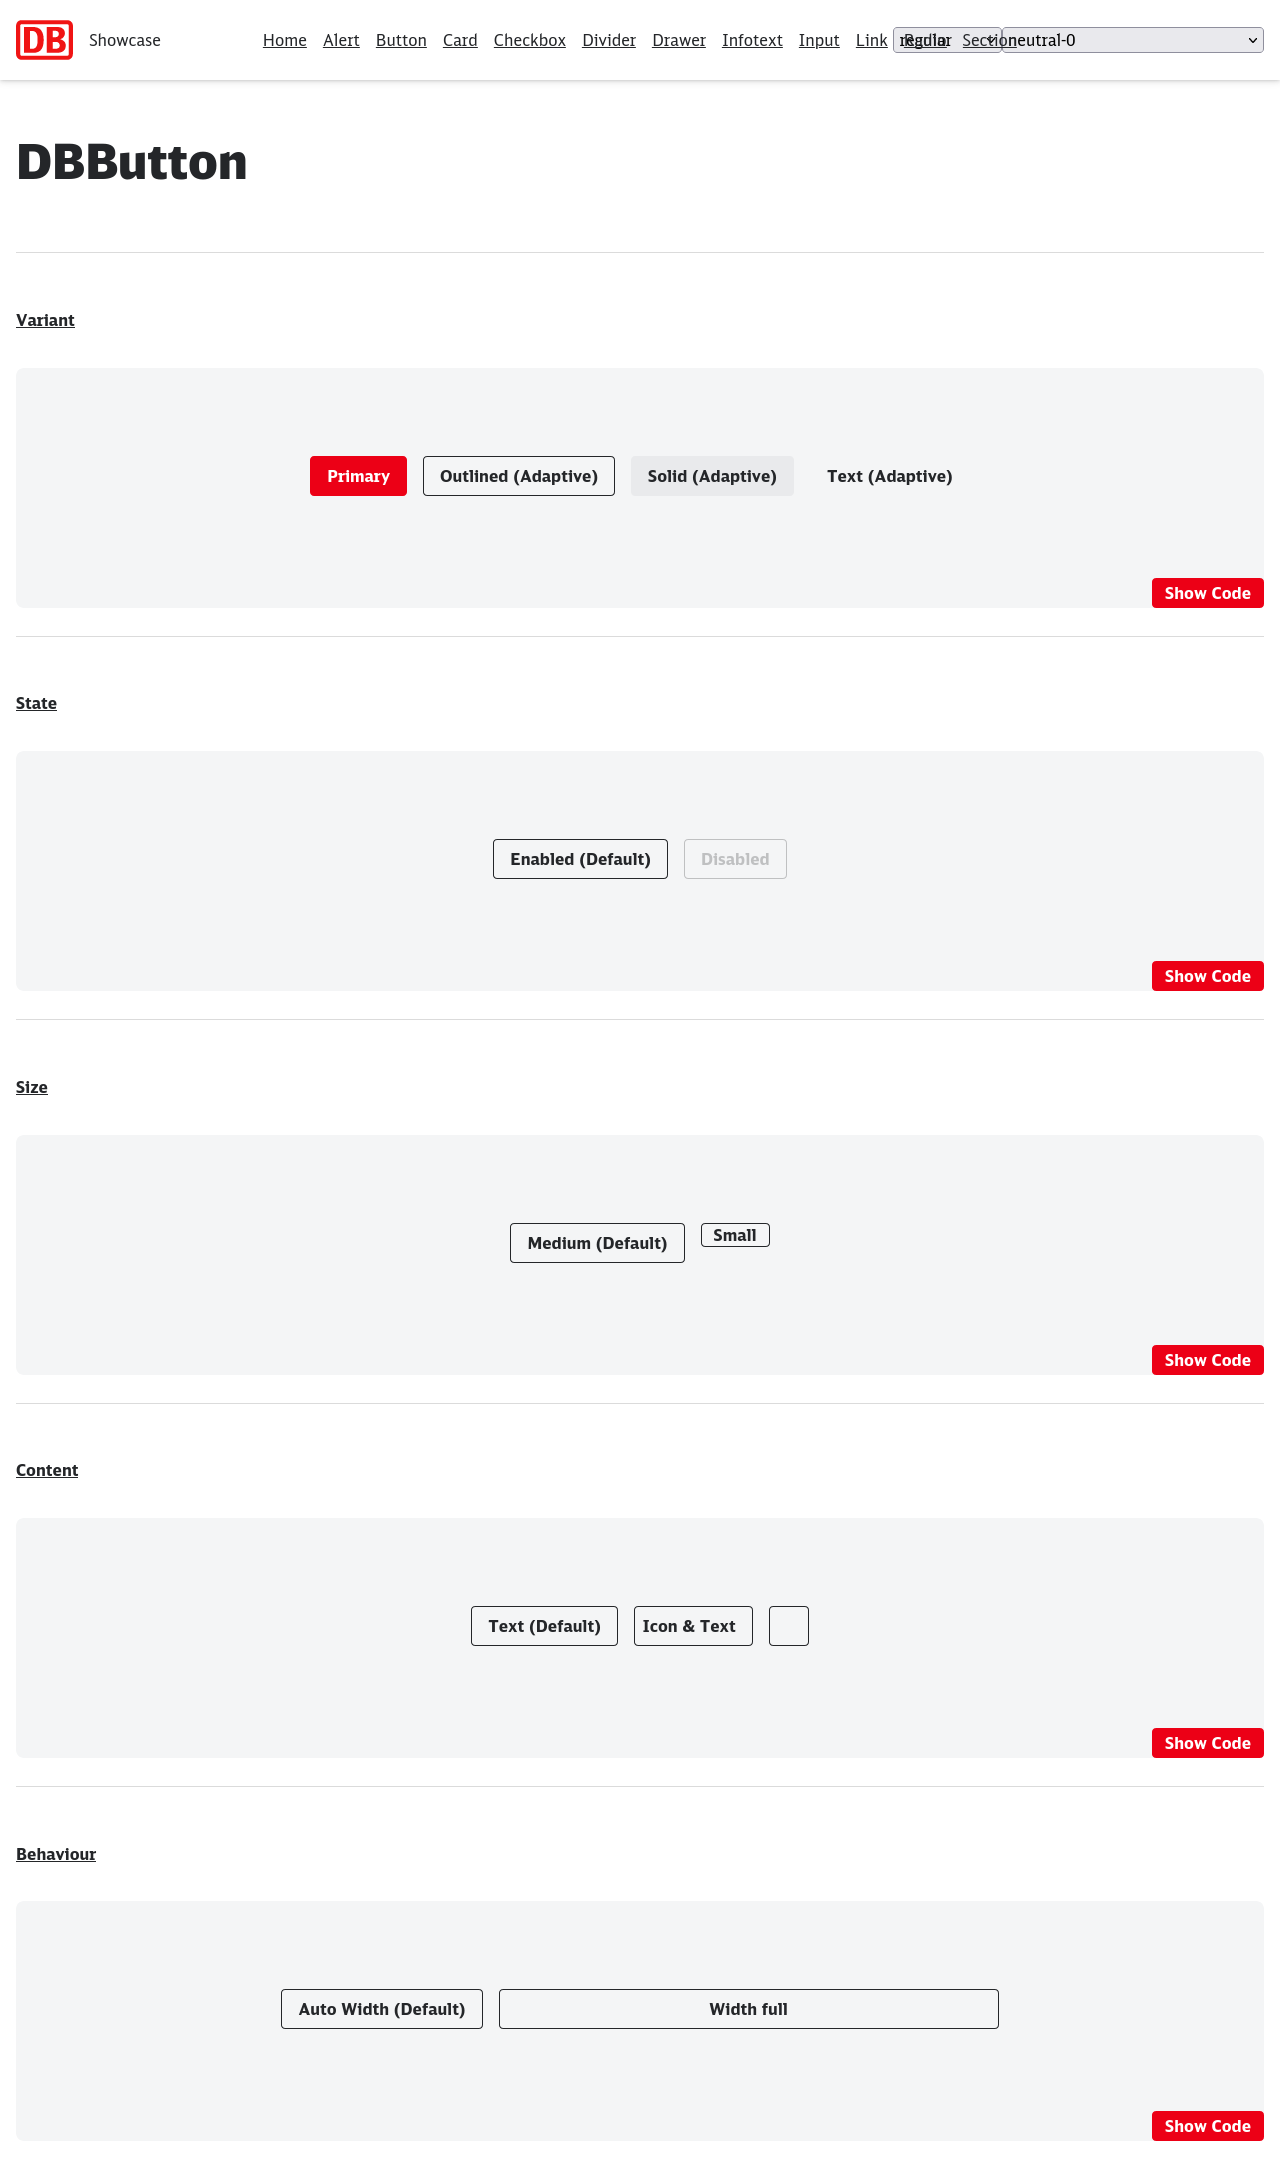 DB Showcase Home Alert Button Card Checkbox Divider Drawer Infotext Input Link Radio Section regular neutral-0
DBButton
Variant
Primary Outlined (Adaptive) Solid (Adaptive) Text (Adaptive)
Show Code
State
Enabled (Default) Disabled
Show Code
Size
Medium (Default) Small
Show Code
Content
Text (Default) Icon & Text
Show Code
Behaviour
Auto Width (Default) Width full
Show Code